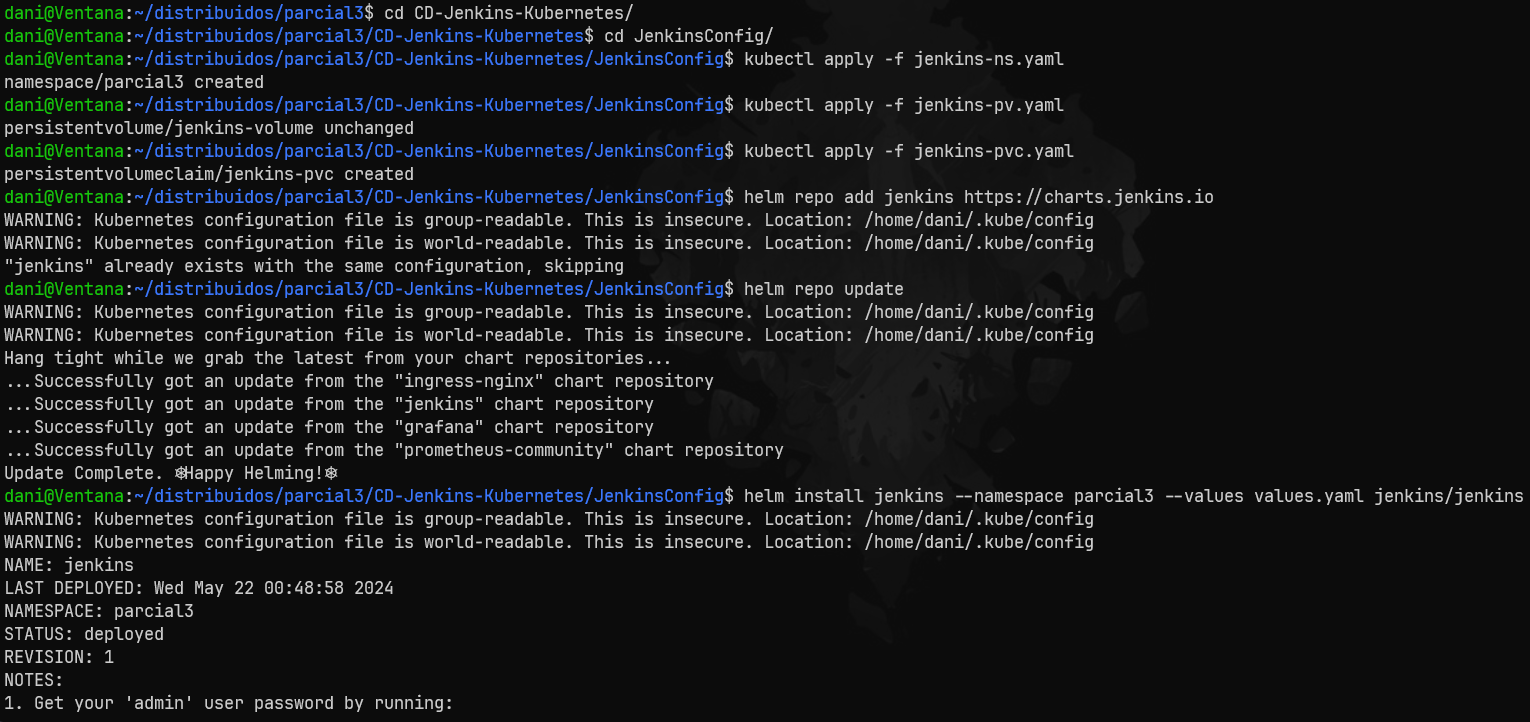 dani@Ventana:~/distribuidos/parcial3$ cd CD-Jenkins-Kubernetes/
dani@Ventana:~/distribuidos/parcial3/CD-Jenkins-Kubernetes$ cd JenkinsConfig/
dani@Ventana:~/distribuidos/parcial3/CD-Jenkins-Kubernetes/JenkinsConfig$ kubectl apply -f jenkins-ns.yaml
namespace/parcial3 created
dani@Ventana:~/distribuidos/parcial3/CD-Jenkins-Kubernetes/JenkinsConfig$ kubectl apply -f jenkins-pv.yaml
persistentvolume/jenkins-volume unchanged
dani@Ventana:~/distribuidos/parcial3/CD-Jenkins-Kubernetes/JenkinsConfig$ kubectl apply -f jenkins-pvc.yaml
persistentvolumeclaim/jenkins-pvc created
dani@Ventana:~/distribuidos/parcial3/CD-Jenkins-Kubernetes/JenkinsConfig$ helm repo add jenkins https://charts.jenkins.io
WARNING: Kubernetes configuration file is group-readable. This is insecure. Location: /home/dani/.kube/config
WARNING: Kubernetes configuration file is world-readable. This is insecure. Location: /home/dani/.kube/config
"jenkins" already exists with the same configuration, skipping
dani@Ventana:~/distribuidos/parcial3/CD-Jenkins-Kubernetes/JenkinsConfig$ helm repo update
WARNING: Kubernetes configuration file is group-readable. This is insecure. Location: /home/dani/.kube/config
WARNING: Kubernetes configuration file is world-readable. This is insecure. Location: /home/dani/.kube/config
Hang tight while we grab the latest from your chart repositories...
...Successfully got an update from the "ingress-nginx" chart repository
...Successfully got an update from the "jenkins" chart repository
...Successfully got an update from the "grafana" chart repository
...Successfully got an update from the "prometheus-community" chart repository
Update Complete. ⎈Happy Helming!⎈
dani@Ventana:~/distribuidos/parcial3/CD-Jenkins-Kubernetes/JenkinsConfig$ helm install jenkins --namespace parcial3 --values values.yaml jenkins/jenkins
WARNING: Kubernetes configuration file is group-readable. This is insecure. Location: /home/dani/.kube/config
WARNING: Kubernetes configuration file is world-readable. This is insecure. Location: /home/dani/.kube/config
NAME: jenkins
LAST DEPLOYED: Wed May 22 00:48:58 2024
NAMESPACE: parcial3
STATUS: deployed
REVISION: 1
NOTES:
1. Get your 'admin' user password by running: